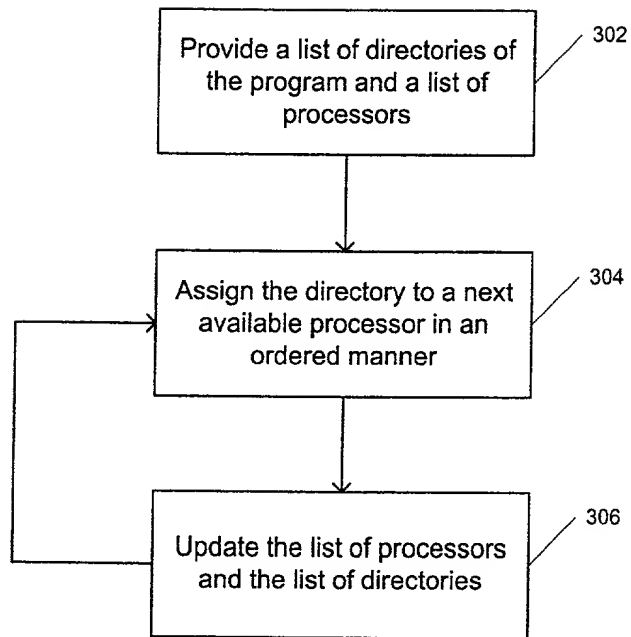 Provide a list of directories of
the program and a list of
processors
302
Assign the directory to a next
available processor in an
ordered manner
304
Update the list of processors
and the list of directories
306